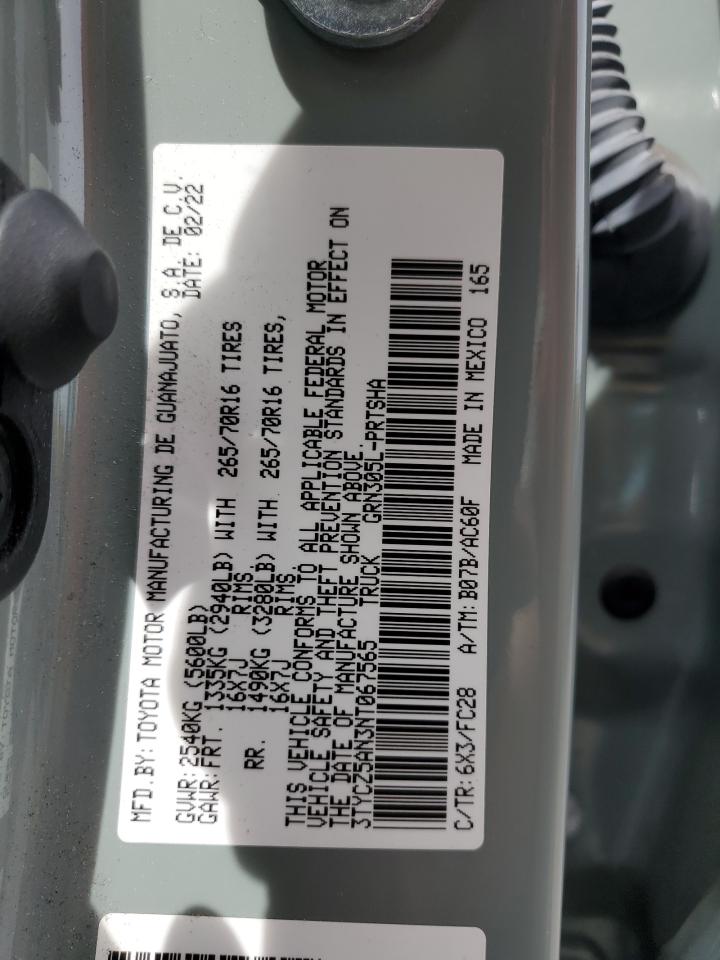 MFD.BY: TOYOTA MOTOR MANUFACTURING DE GUANAJUATO, S.A. DE C.V.
DATE: 02/22
GVWR: 2540KG (5600LB)
GAWR: FRT. 1335KG (2940LB) WITH 265/70R16 TIRES
16X7J RIMS,
RR. 1490KG (3280LB) WITH 265/70R16 TIRES,
16X7J RIMS.
THIS VEHICLE CONFORMS TO ALL APPLICABLE FEDERAL MOTOR
VEHICLE SAFETY AND THEFT PREVENTION STANDARDS IN EFFECT ON
THE DATE OF MANUFACTURE SHOWN ABOVE.
3TYCZ5AN3NT067565 TRUCK GRN305L-PRTSHA
C/TR: 6X3/FC28 A/TM: B07B/AC60F MADE IN MEXICO 165